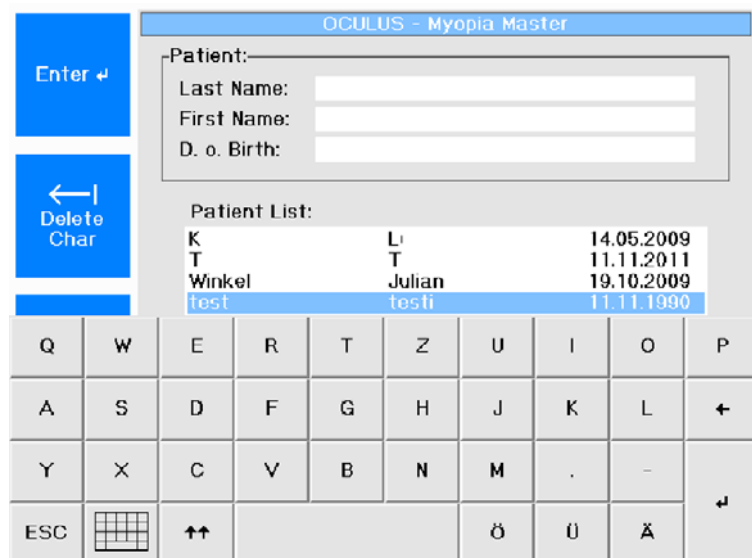 OCULUS - Myopia Master
Enter ↵
Patient:
Last Name:
First Name:
D. o. Birth:
←
Delete
Char
Patient List:
K 14.05.2009
T T 11.11.2011
Winkel Julian 19.10.2009
test testi 11.11.1990
Q W E R T Z U I O P
A S D F G H J K L ←
Y X C V B N M . -
↵
ESC ↑↑ Ö Ü Ä